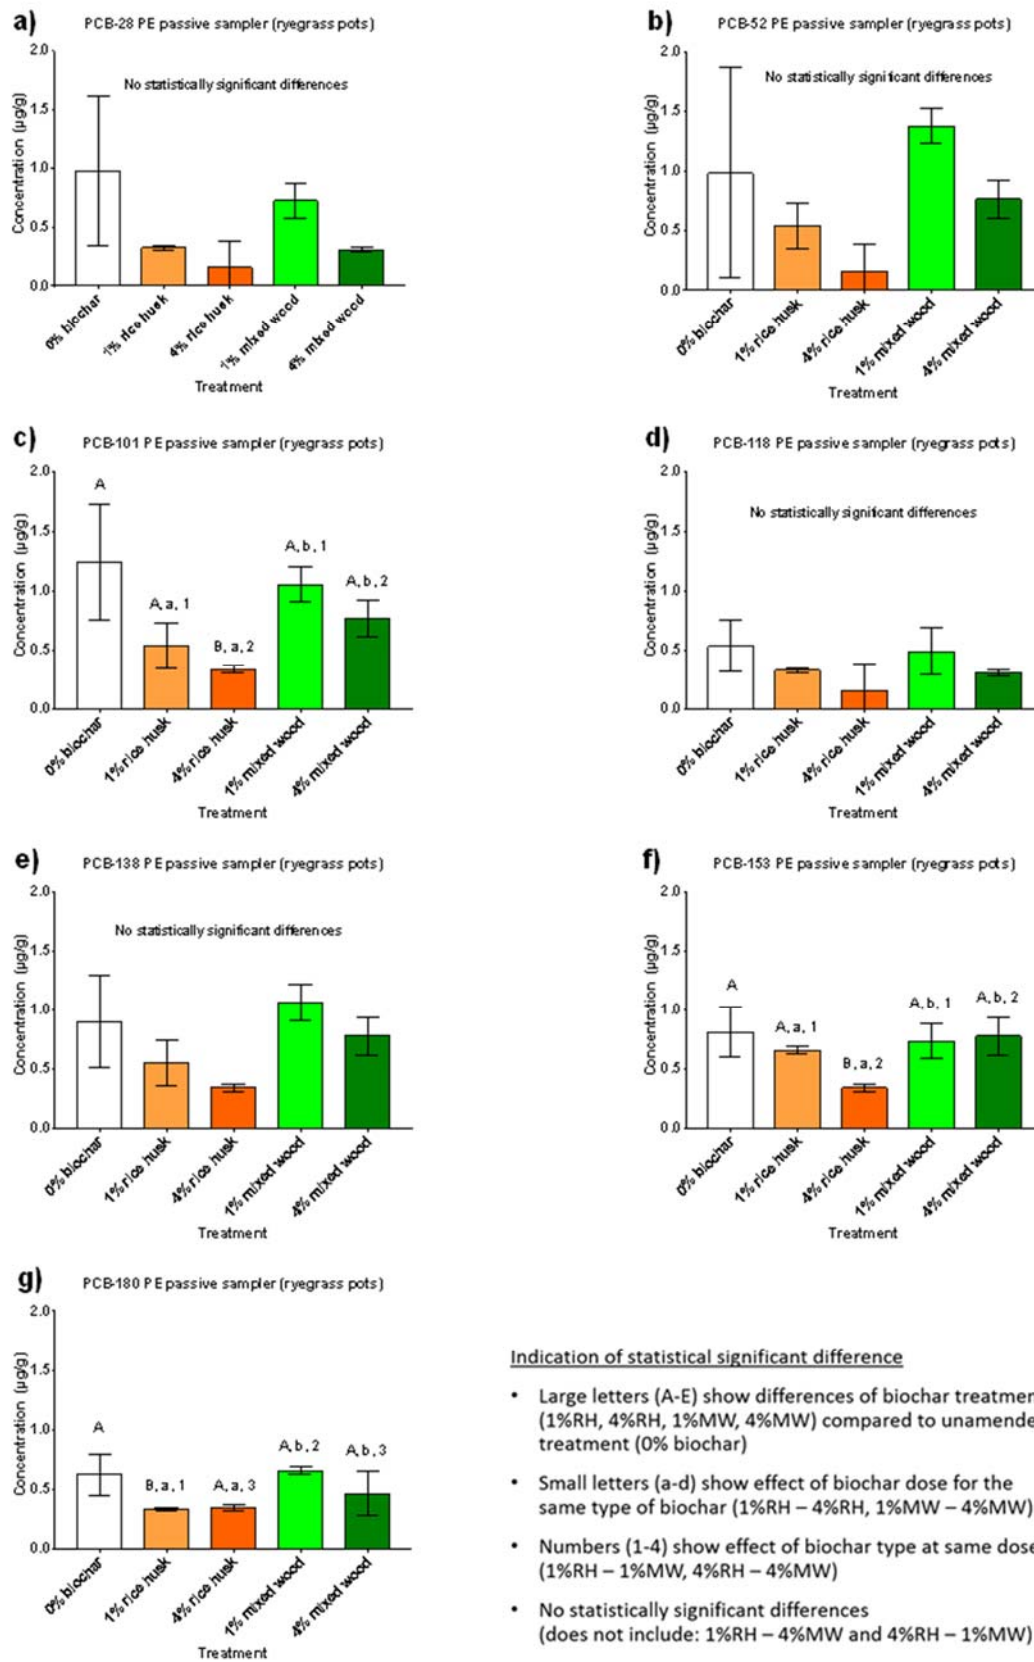 a)
PCB-28 PE passive sampler (ryegrass pots)
No statistically significant differences
Concentration (µg/g)
2.0
1.5
1.0
0.5
0.0
0% biochar
1% rice husk
4% rice husk
1% mixed wood
4% mixed wood
Treatment
b)
PCB-52 PE passive sampler (ryegrass pots)
No statistically significant differences
Concentration (µg/g)
2.0
1.5
1.0
0.5
0.0
0% biochar
1% rice husk
4% rice husk
1% mixed wood
4% mixed wood
Treatment
c)
PCB-101 PE passive sampler (ryegrass pots)
Concentration (µg/g)
2.0
1.5
1.0
0.5
0.0
A
A, a, 1
B, a, 2
A, b, 1
A, b, 2
0% biochar
1% rice husk
4% rice husk
1% mixed wood
4% mixed wood
Treatment
d)
PCB-118 PE passive sampler (ryegrass pots)
No statistically significant differences
Concentration (µg/g)
2.0
1.5
1.0
0.5
0.0
0% biochar
1% rice husk
4% rice husk
1% mixed wood
4% mixed wood
Treatment
e)
PCB-138 PE passive sampler (ryegrass pots)
No statistically significant differences
Concentration (µg/g)
2.0
1.5
1.0
0.5
0.0
0% biochar
1% rice husk
4% rice husk
1% mixed wood
4% mixed wood
Treatment
f)
PCB-153 PE passive sampler (ryegrass pots)
Concentration (µg/g)
2.0
1.5
1.0
0.5
0.0
A
A, a, 1
B, a, 2
A, b, 1
A, b, 2
0% biochar
1% rice husk
4% rice husk
1% mixed wood
4% mixed wood
Treatment
g)
PCB-180 PE passive sampler (ryegrass pots)
Concentration (µg/g)
2.0
1.5
1.0
0.5
0.0
A
B, a, 1
A, a, 3
A, b, 2
A, b, 3
0% biochar
1% rice husk
4% rice husk
1% mixed wood
4% mixed wood
Treatment
Indication of statistical significant difference
• Large letters (A-E) show differences of biochar treatmen
(1%RH, 4%RH, 1%MW, 4%MW) compared to unamende
treatment (0% biochar)
• Small letters (a-d) show effect of biochar dose for the
same type of biochar (1%RH – 4%RH, 1%MW – 4%MW)
• Numbers (1-4) show effect of biochar type at same dose
(1%RH – 1%MW, 4%RH – 4%MW)
• No statistically significant differences
(does not include: 1%RH – 4%MW and 4%RH – 1%MW)